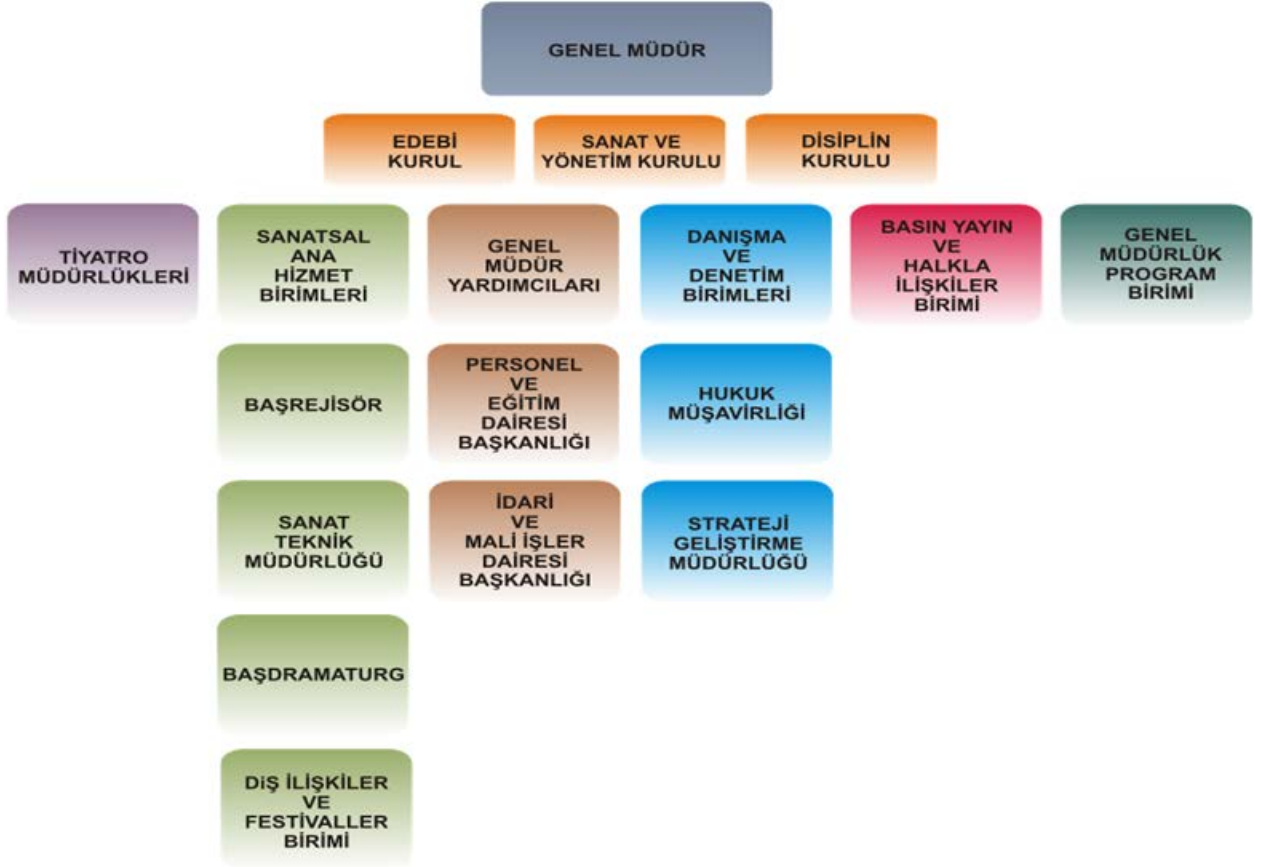 GENEL MÜDÜR
EDEBİ
KURUL
SANAT VE
YÖNETİM KURULU
DİSİPLİN
KURULU
TİYATRO
MÜDÜRLÜKLERİ
SANATSAL
ANA
HİZMET
BİRİMLERİ
GENEL
MÜDÜR
YARDIMCILARI
DANIŞMA
VE
DENETİM
BİRİMLERİ
BASIN YAYIN
VE
HALKLA
İLİŞKİLER
BİRİMİ
GENEL
MÜDÜRLÜK
PROGRAM
BİRİMİ
BAŞREJİSÖR
PERSONEL
VE
EĞİTİM
DAİRESİ
BAŞKANLIĞI
HUKUK
MÜŞAVİRLİĞİ
SANAT
TEKNİK
MÜDÜRLÜĞÜ
İDARİ
VE
MALİ İŞLER
DAİRESİ
BAŞKANLIĞI
STRATEJİ
GELİŞTİRME
MÜDÜRLÜĞÜ
BAŞDRAMATURG
DiŞ İLİŞKİLER
VE
FESTİVALLER
BİRİMİ